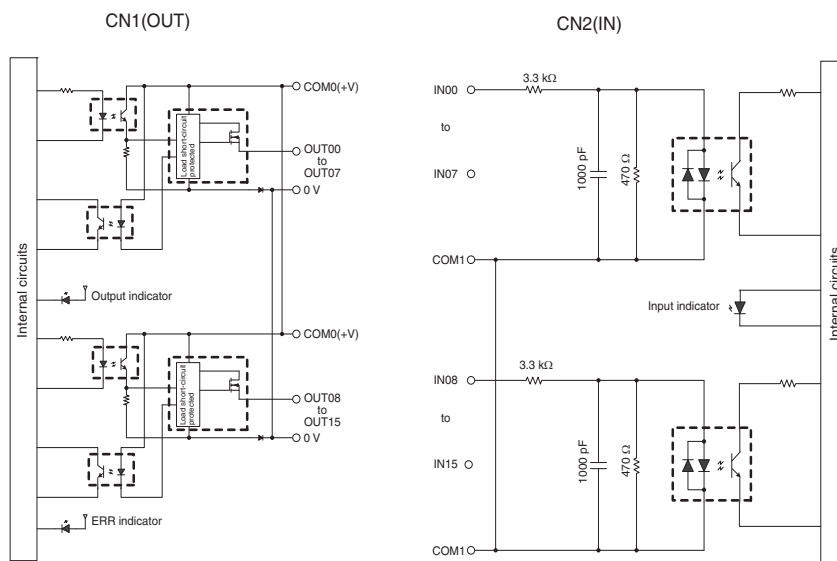 CN1(OUT)
Internal circuits
COM0(+V)
Load short-circuit
protected
OUT00
to
OUT07
0 V
Output indicator
COM0(+V)
Load short-circuit
protected
OUT08
to
OUT15
0 V
ERR indicator
CN2(IN)
IN00
3.3 kΩ
to
IN07
1000 pF
470 Ω
COM1
Input indicator
Internal circuits
IN08
3.3 kΩ
to
IN15
1000 pF
470 Ω
COM1